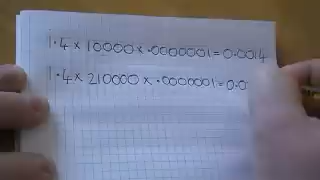 1.4 x 10000 x .0000001 = 0.0014
1.4 x 210000 x .0000001 = 0.0